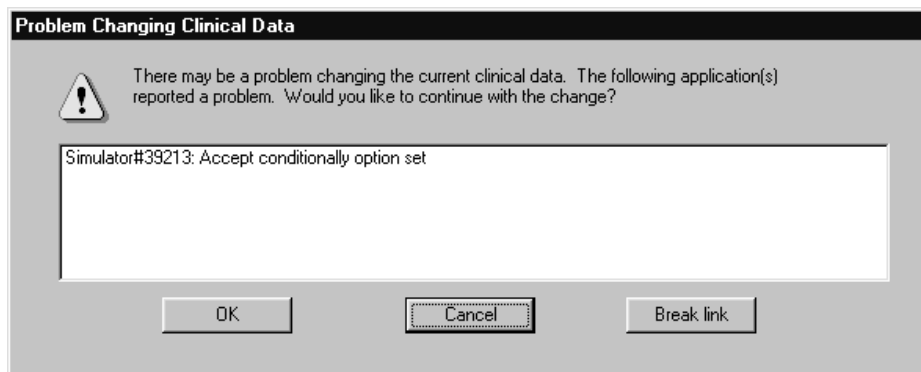 Problem Changing Clinical Data
There may be a problem changing the current clinical data.  The following application(s)
reported a problem.  Would you like to continue with the change?
Simulator#39213: Accept conditionally option set
OK
Cancel
Break link